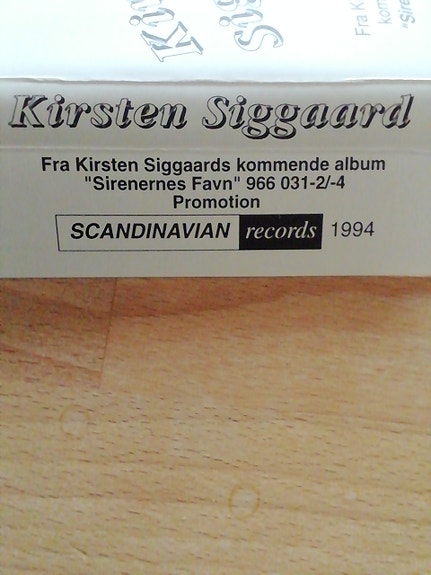 Kirsten Siggaard
Fra Kirsten Siggaards kommende album
"Sirenernes Favn" 966 031-2/-4
Promotion
SCANDINAVIAN records 1994